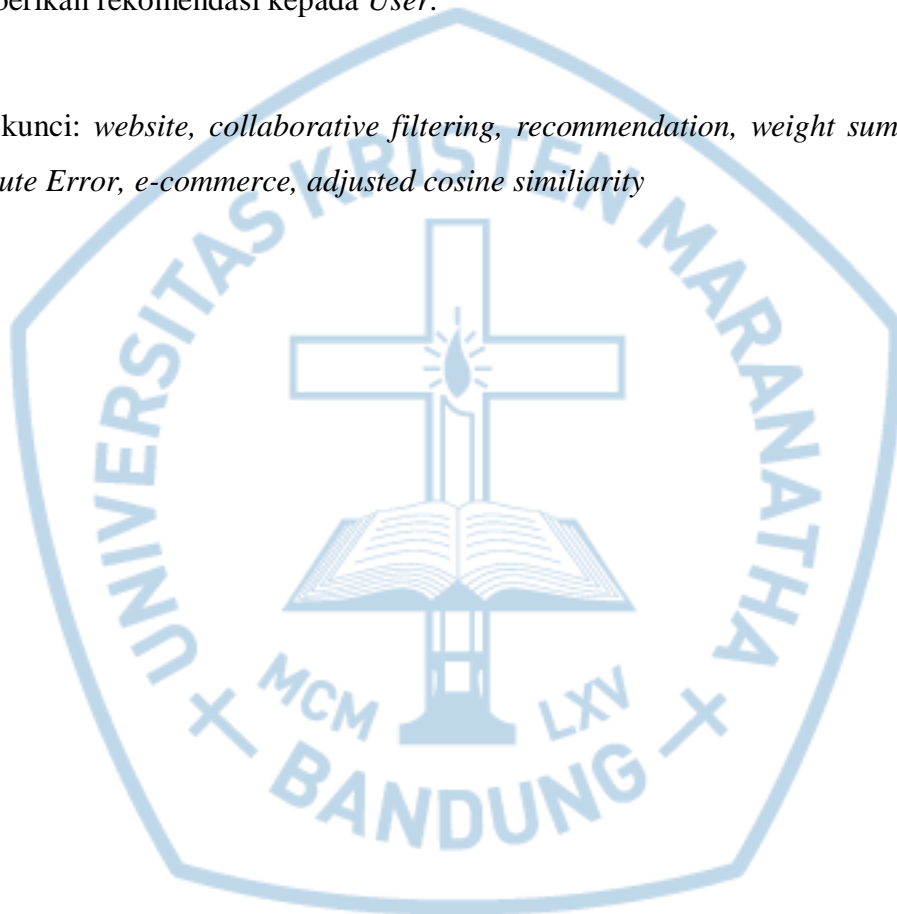 berikan rekomendasi kepada User.
kunci: website, collaborative filtering, recommendation, weight sum
ute Error, e-commerce, adjusted cosine similiarity
UNIVERSITAS KRISTEN MARANATHA
MCM LXV
BANDUNG